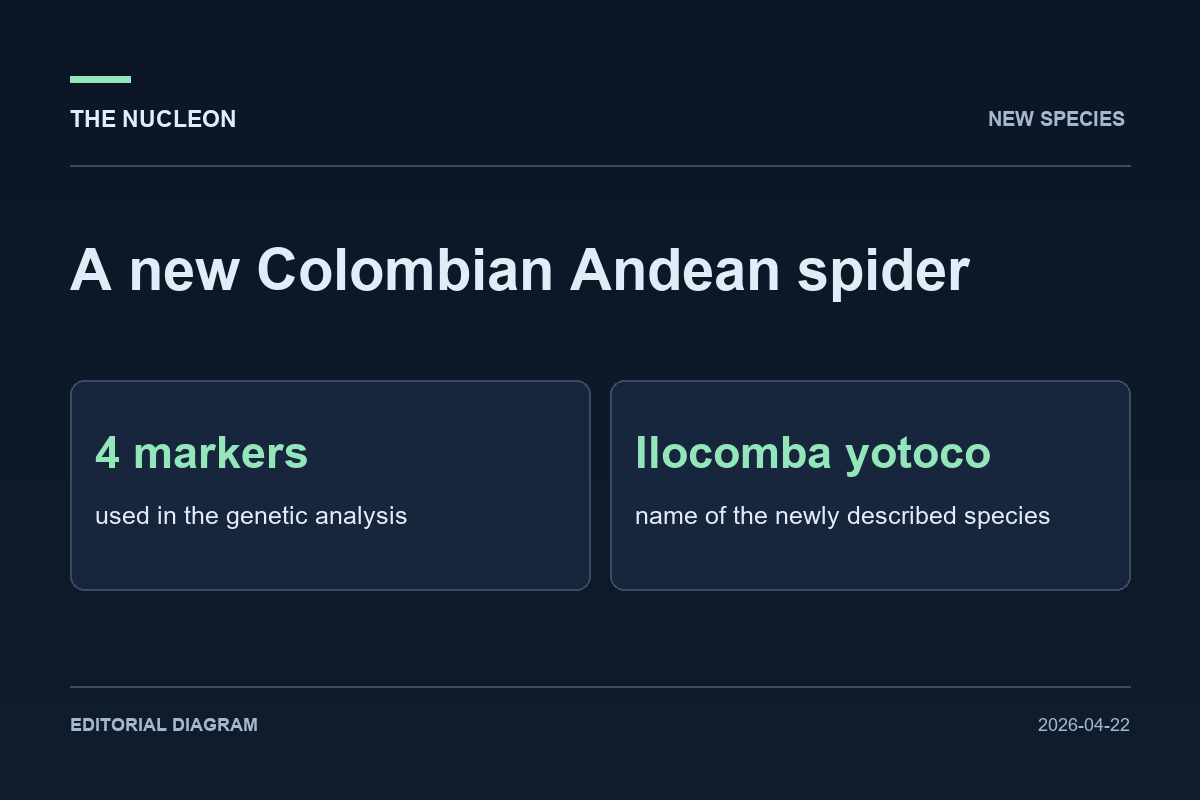 THE NUCLEON
NEW SPECIES
A new Colombian Andean spider
4 markers
used in the genetic analysis
Ilocomba yotoco
name of the newly described species
EDITORIAL DIAGRAM
2026-04-22